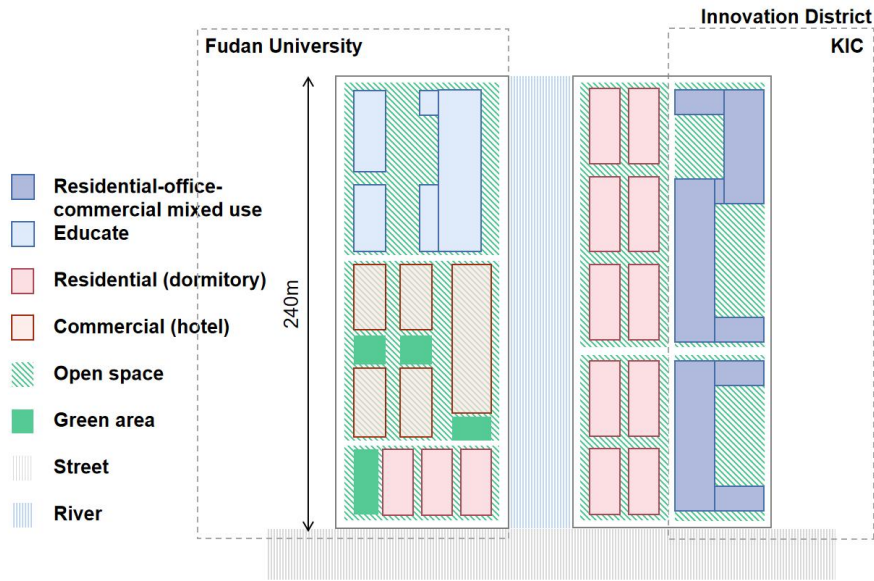 Innovation District
Fudan University
KIC
240m
Residential-office-
commercial mixed use
Educate
Residential (dormitory)
Commercial (hotel)
Open space
Green area
Street
River